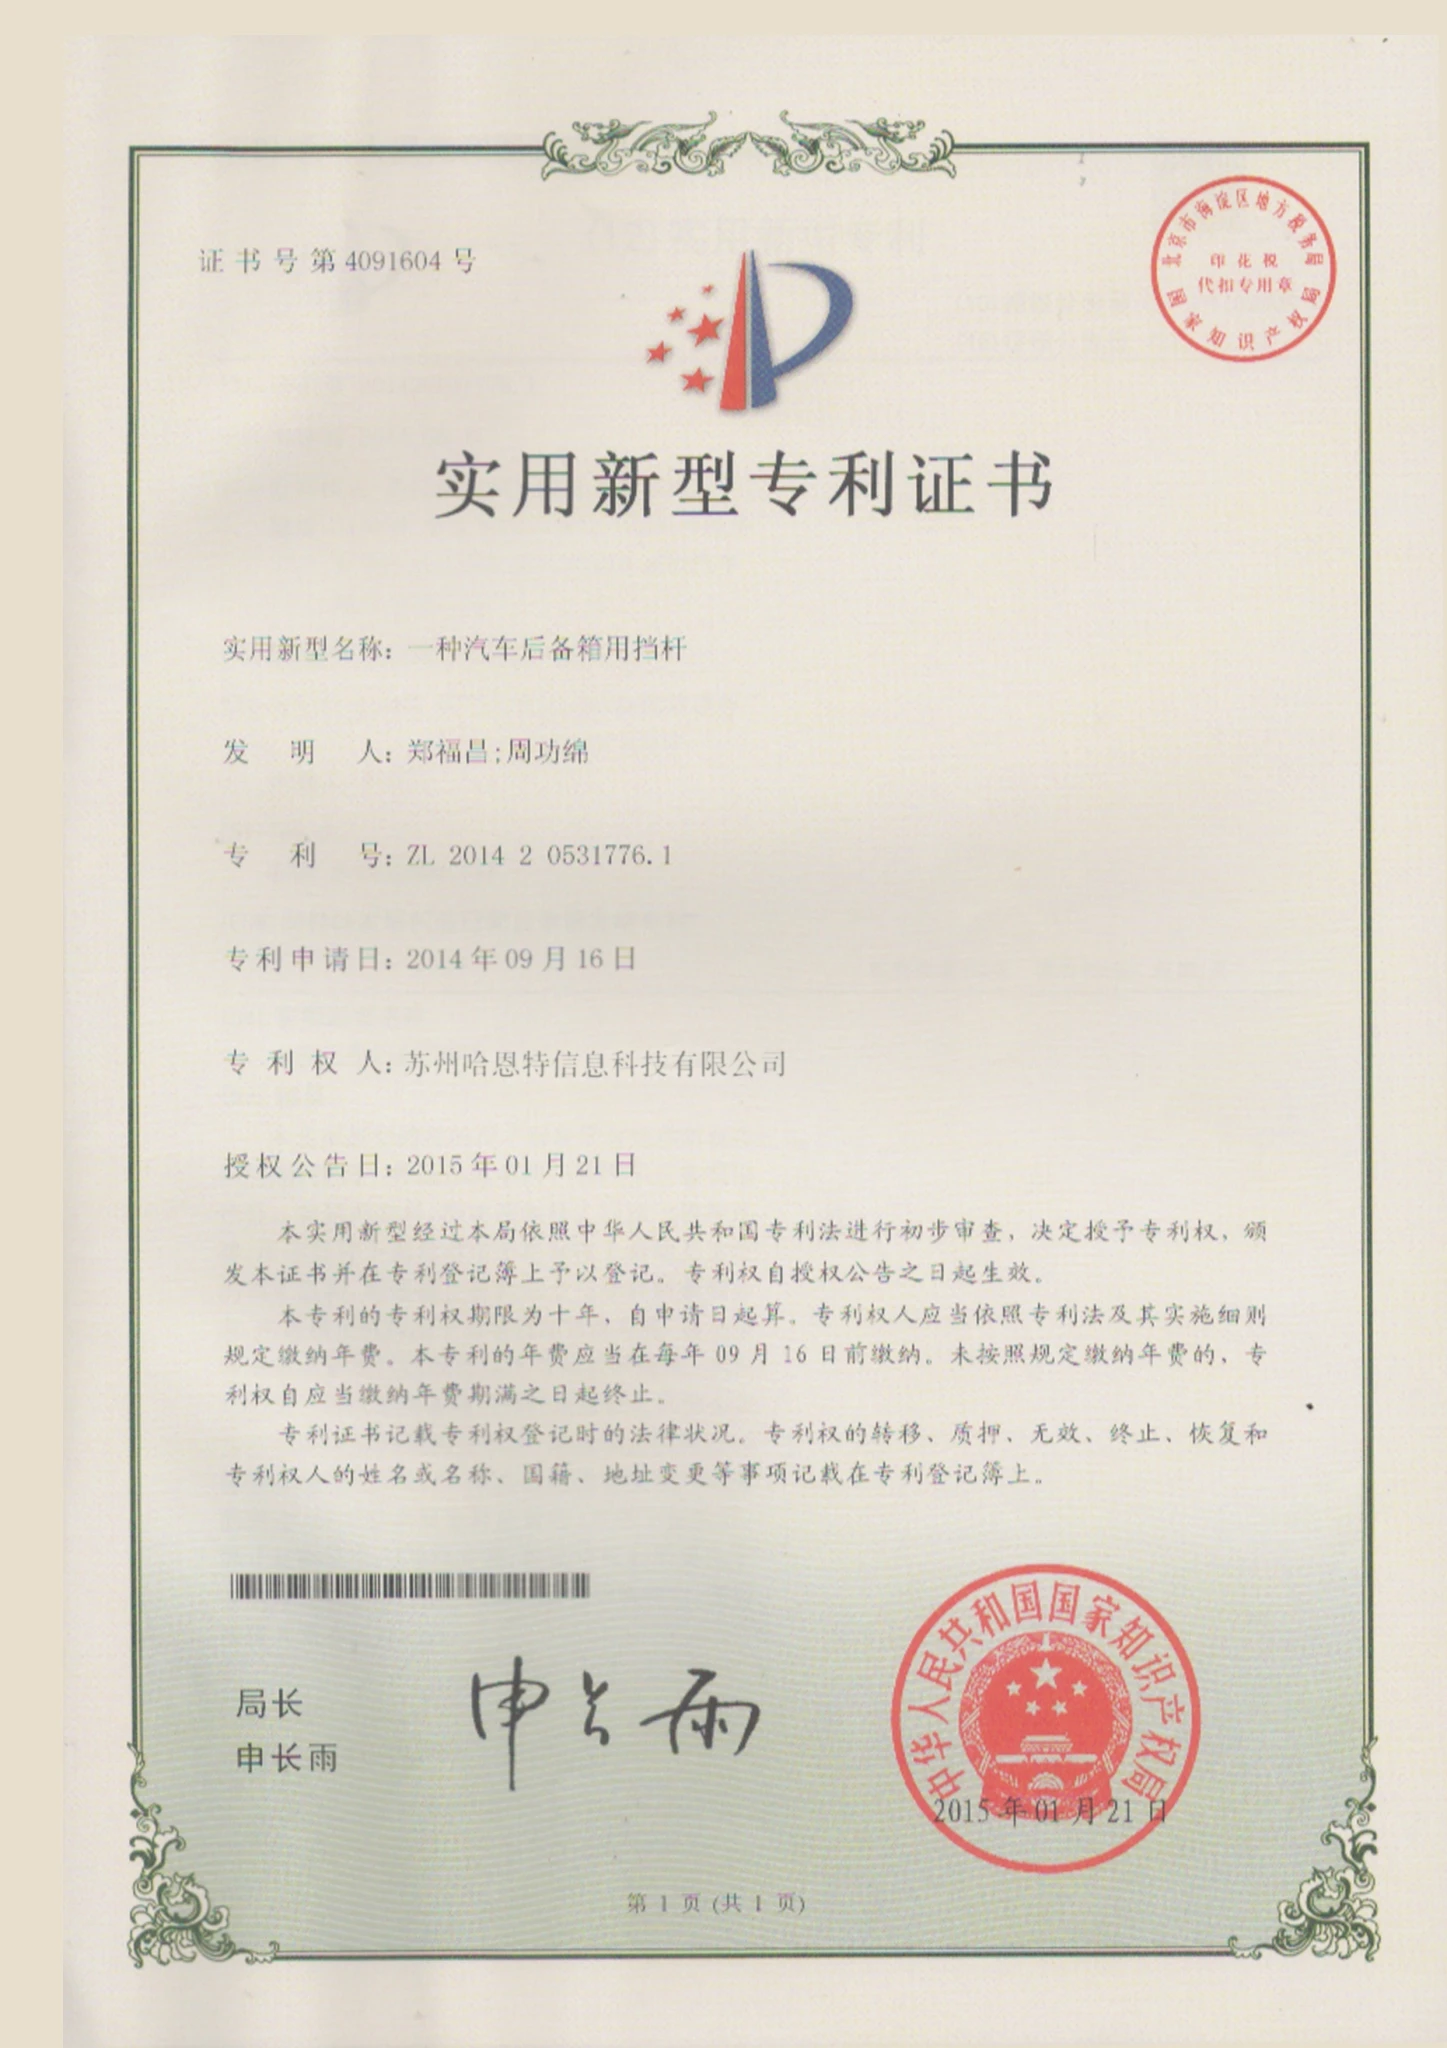 证书号第4091604号
北京市海淀区地方税务局
印花税
代扣专用章
国家知识产权局
实用新型专利证书
实用新型名称：一种汽车后备箱用挡杆
发明人：郑福昌;周功绵
专利号：ZL 2014 2 0531776.1
专利申请日：2014年09月16日
专利权人：苏州哈恩特信息科技有限公司
授权公告日：2015年01月21日
本实用新型经过本局依照中华人民共和国专利法进行初步审查，决定授予专利权，颁
发本证书并在专利登记簿上予以登记。专利权自授权公告之日起生效。
本专利的专利权期限为十年，自申请日起算。专利权人应当依照专利法及其实施细则
规定缴纳年费。本专利的年费应当在每年09月16日前缴纳。未按照规定缴纳年费的，专
利权自应当缴纳年费期满之日起终止。
专利证书记载专利权登记时的法律状况。专利权的转移、质押、无效、终止、恢复和
专利权人的姓名或名称、国籍、地址变更等事项记载在专利登记簿上。
局长
申长雨
申长雨
中华人民共和国国家知识产权局
2015年01月21日
第1页(共1页)